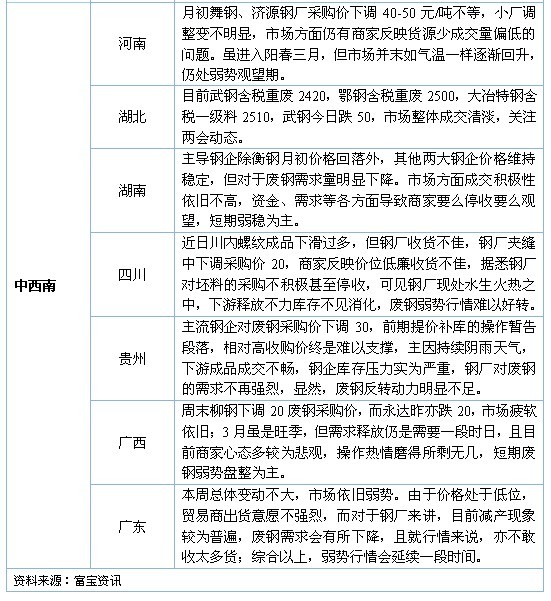 中西南
河南
月初舞钢、济源钢厂采购价下调 40-50 元/吨不等，小厂调
整变不明显，市场方面仍有商家反映货源少成交量偏低的
问题。虽进入阳春三月，但市场并末如气温一样逐渐回升，
仍处弱势观望期。
湖北
目前武钢含税重废 2420，鄂钢含税重废 2500，大冶特钢含
税一级料 2510，武钢今日跌 50，市场整体成交清淡，关注
两会动态。
湖南
主导钢企除衡钢月初价格回落外，其他两大钢企价格维持
稳定，但对于废钢需求量明显下降。市场方面成交积极性
依旧不高，资金、需求等各方面导致商家要么停收要么观
望，短期弱稳为主。
四川
近日川内螺纹成品下滑过多，但钢厂收货不佳，钢厂夹缝
中下调采购价 20，商家反映价位低廉收货不佳，据悉钢厂
对坯料的采购不积极甚至停收，可见钢厂现处水生火热之
中，下游释放不力库存不见消化，废钢弱势行情难以好转。
贵州
主流钢企对废钢采购价下调 30，前期提价补库的操作暂告
段落，相对高收购价终是难以支撑，主因持续阴雨天气，
下游成品成交不畅，钢企库存压力实为严重，钢厂对废钢
的需求不再强烈，显然，废钢反转动力明显不足。
广西
周末柳钢下调 20 废钢采购价，而永达昨亦跌 20，市场疲软
依旧；3 月虽是旺季，但需求释放仍是需要一段时日，且目
前商家心态多较为悲观，操作热情磨得所剩无几，短期废
钢弱势盘整为主。
广东
本周总体变动不大，市场依旧弱势。由于价格处于低位，
贸易商出货意愿不强烈，而对于钢厂来讲，目前减产现象
较为普遍，废钢需求会有所下降，且就行情来说，亦不敢
收太多货；综合以上，弱势行情会延续一段时间。
资料来源：富宝资讯